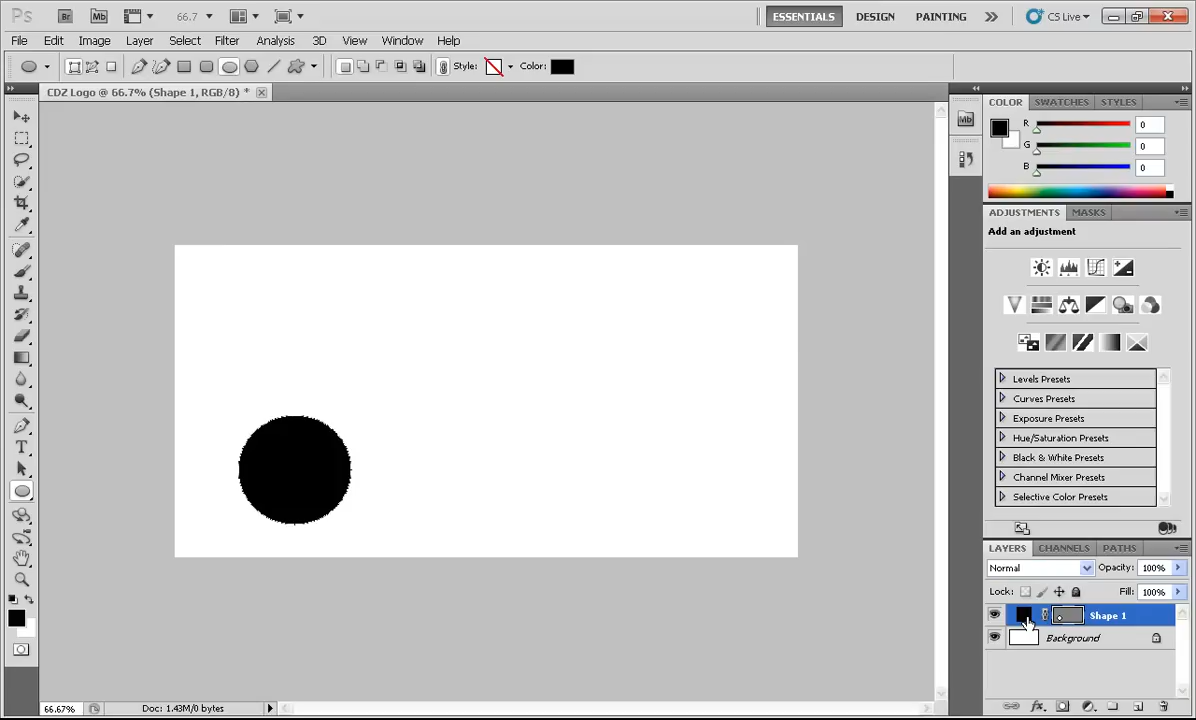 Ps Br Mb 66.7 ESSENTIALS DESIGN PAINTING CS Live
File Edit Image Layer Select Filter Analysis 3D View Window Help
Style: Color:
CDZ Logo @ 66.7% (Shape 1, RGB/8) *
COLOR SWATCHES STYLES
Mb
R 0
G 0
B 0
ADJUSTMENTS MASKS
Add an adjustment
Levels Presets
Curves Presets
Exposure Presets
Hue/Saturation Presets
Black & White Presets
Channel Mixer Presets
Selective Color Presets
LAYERS CHANNELS PATHS
Normal Opacity: 100%
Lock: Fill: 100%
Shape 1
Background
fx
66.67% Doc: 1.43M/0 bytes